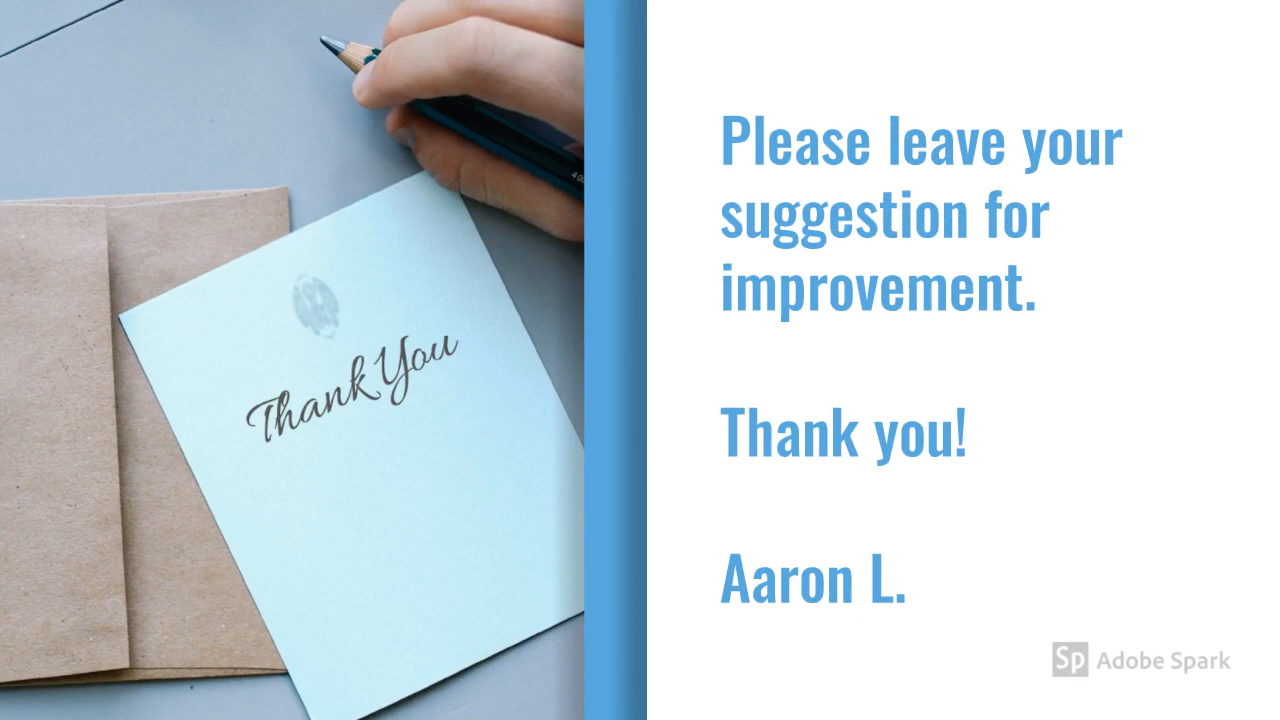 Thank You
Please leave your
suggestion for
improvement.
Thank you!
Aaron L.
Sp Adobe Spark